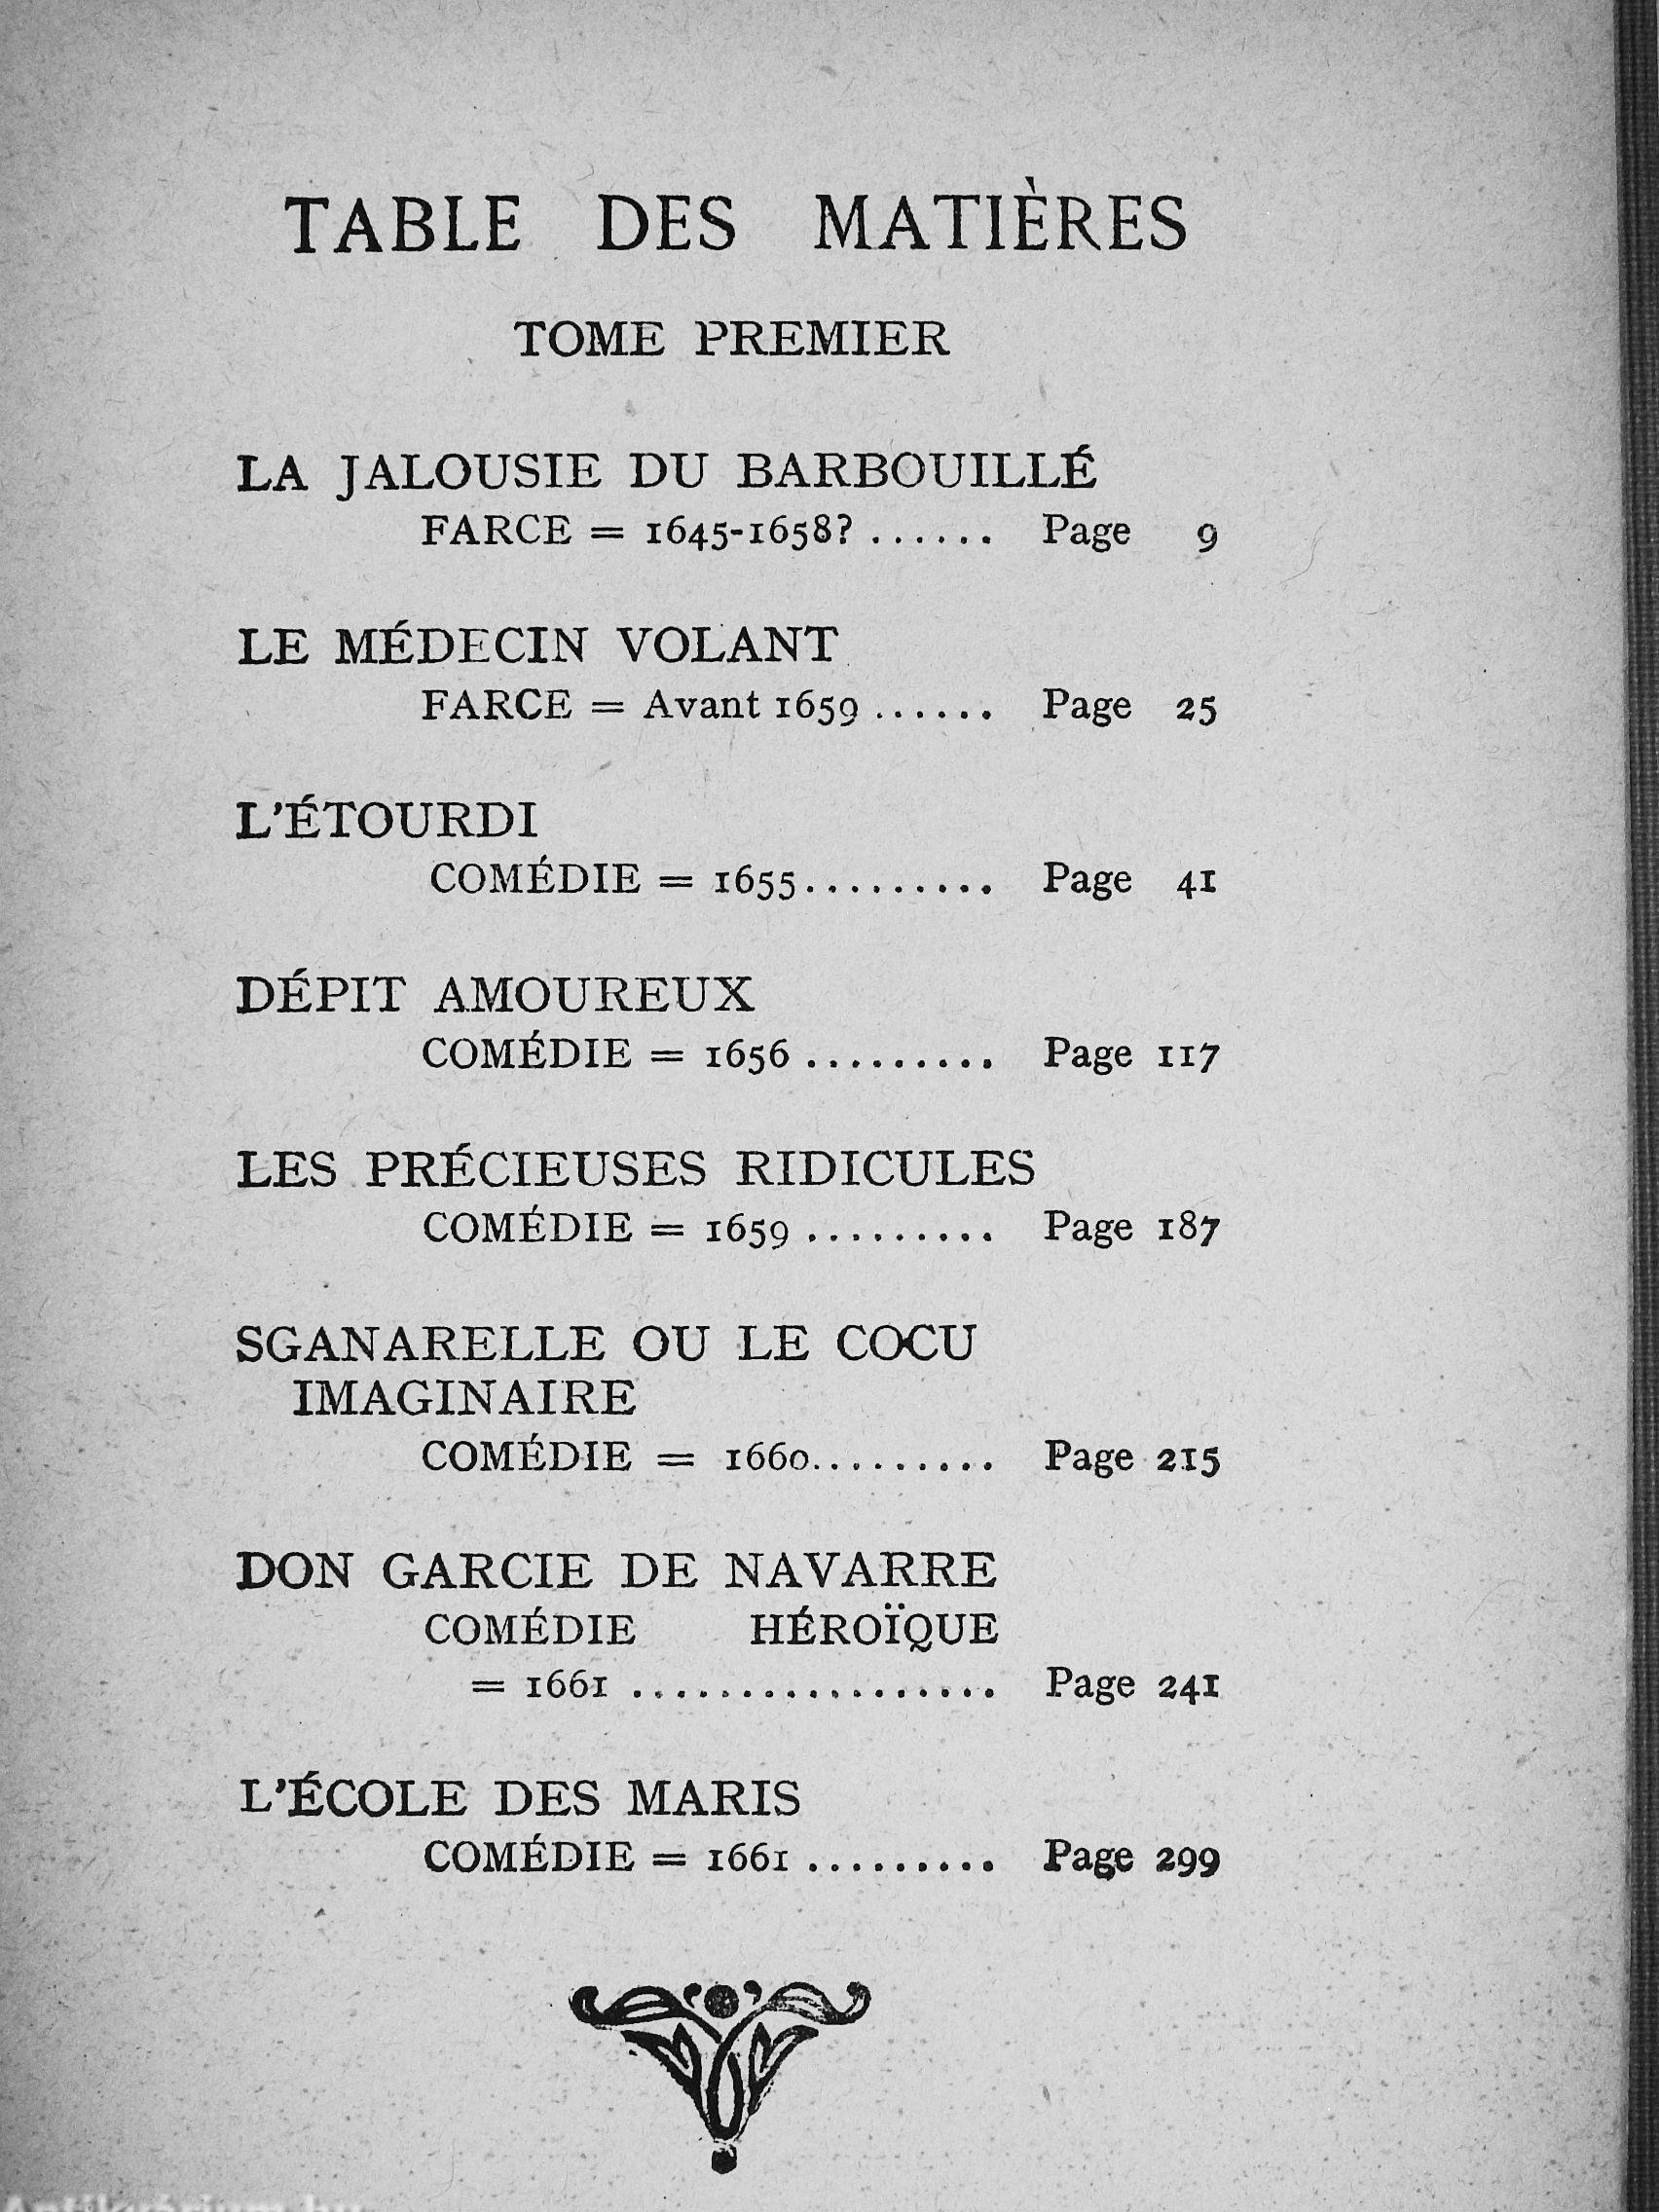 TABLE DES MATIÈRES
TOME PREMIER
LA JALOUSIE DU BARBOUILLÉ
FARCE = 1645-1658? ...... Page 9
LE MÉDECIN VOLANT
FARCE = Avant 1659 ...... Page 25
L'ÉTOURDI
COMÉDIE = 1655......... Page 41
DÉPIT AMOUREUX
COMÉDIE = 1656 ......... Page 117
LES PRÉCIEUSES RIDICULES
COMÉDIE = 1659 ......... Page 187
SGANARELLE OU LE COCU
IMAGINAIRE
COMÉDIE = 1660......... Page 215
DON GARCIE DE NAVARRE
COMÉDIE HÉROÏQUE
= 1661 ................. Page 241
L'ÉCOLE DES MARIS
COMÉDIE = 1661 ......... Page 299